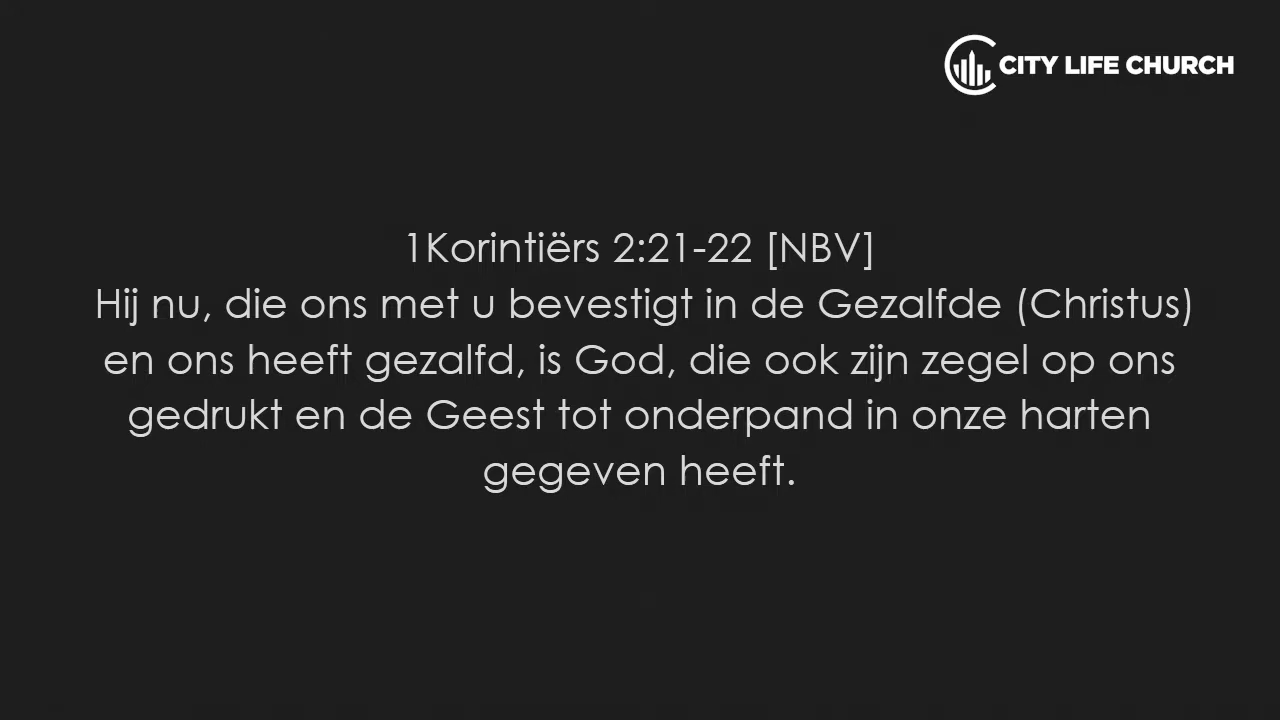 CITY LIFE CHURCH
1Korintiërs 2:21-22 [NBV]
Hij nu, die ons met u bevestigt in de Gezalfde (Christus)
en ons heeft gezalfd, is God, die ook zijn zegel op ons
gedrukt en de Geest tot onderpand in onze harten
gegeven heeft.